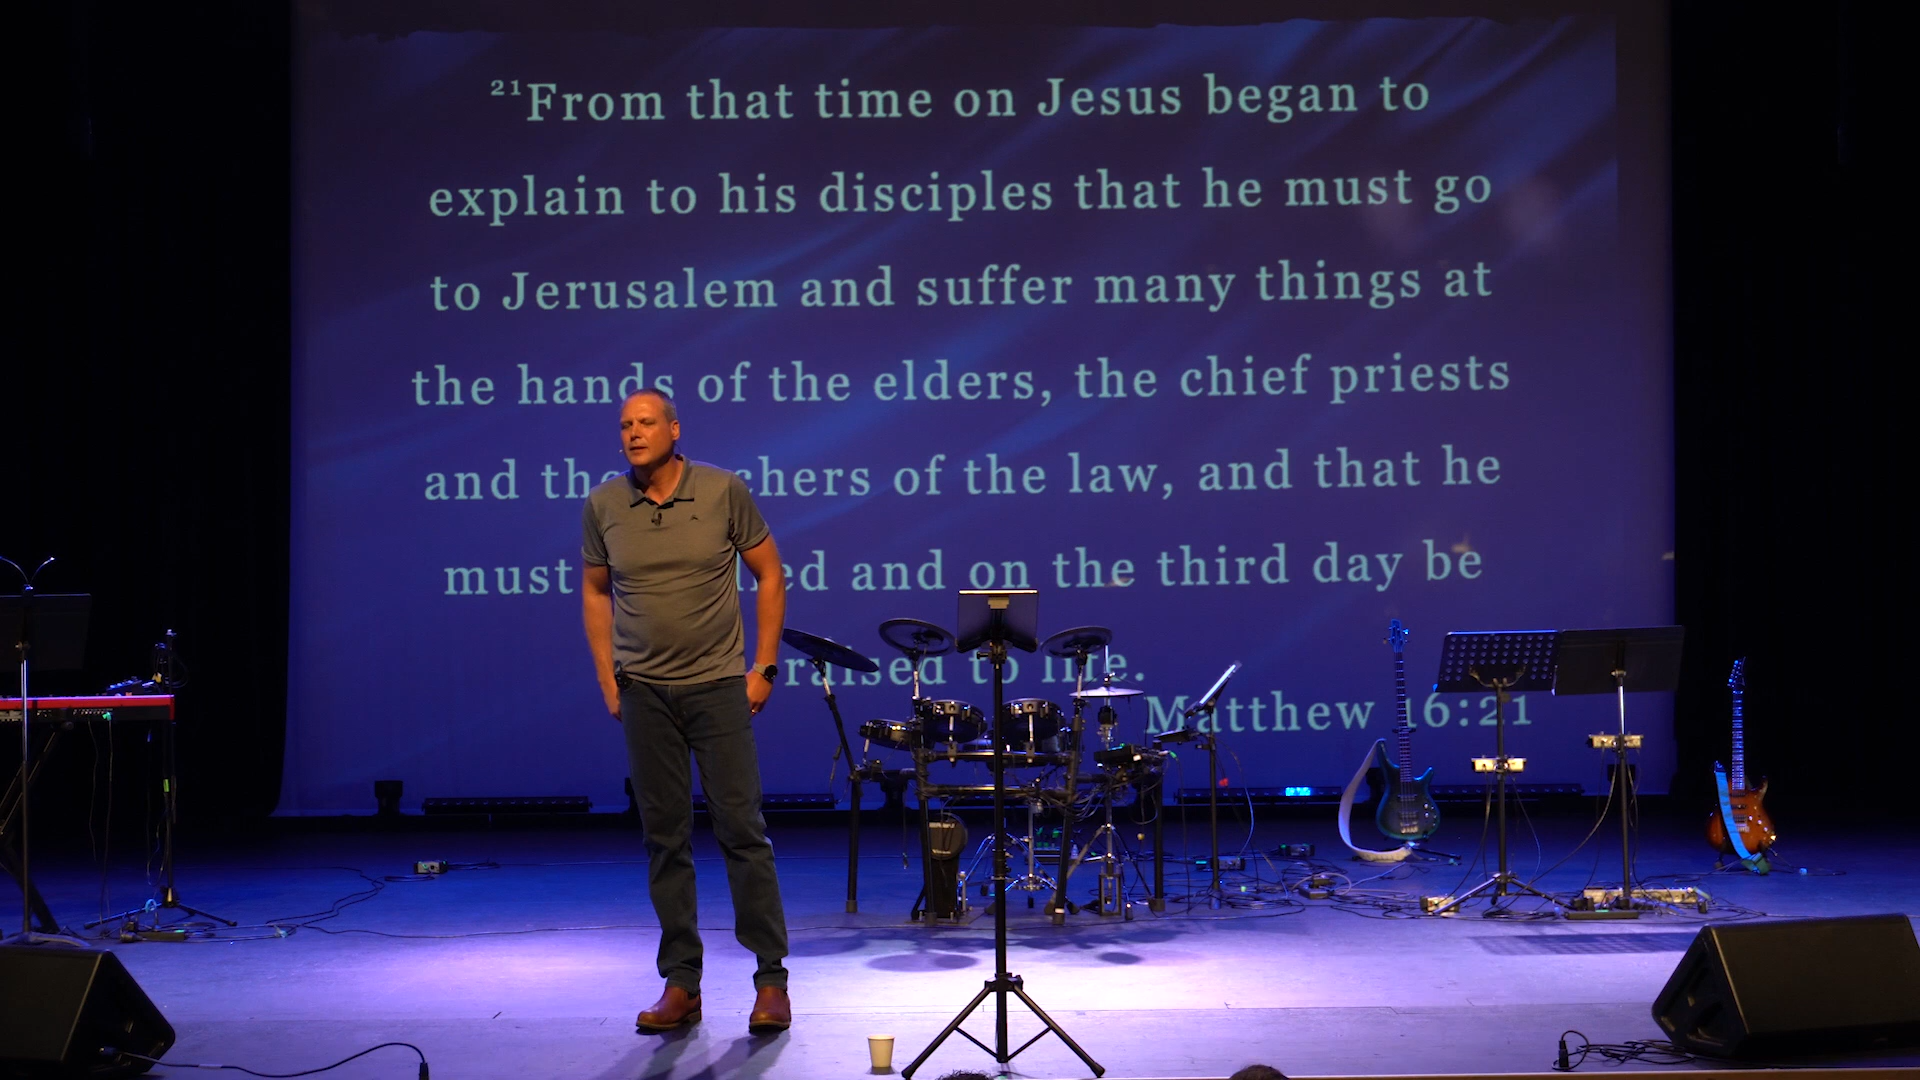 ²¹From that time on Jesus began to
explain to his disciples that he must go
to Jerusalem and suffer many things at
the hands of the elders, the chief priests
and the chers of the law, and that he
must ed and on the third day be
raised to life.
Matthew 16:21